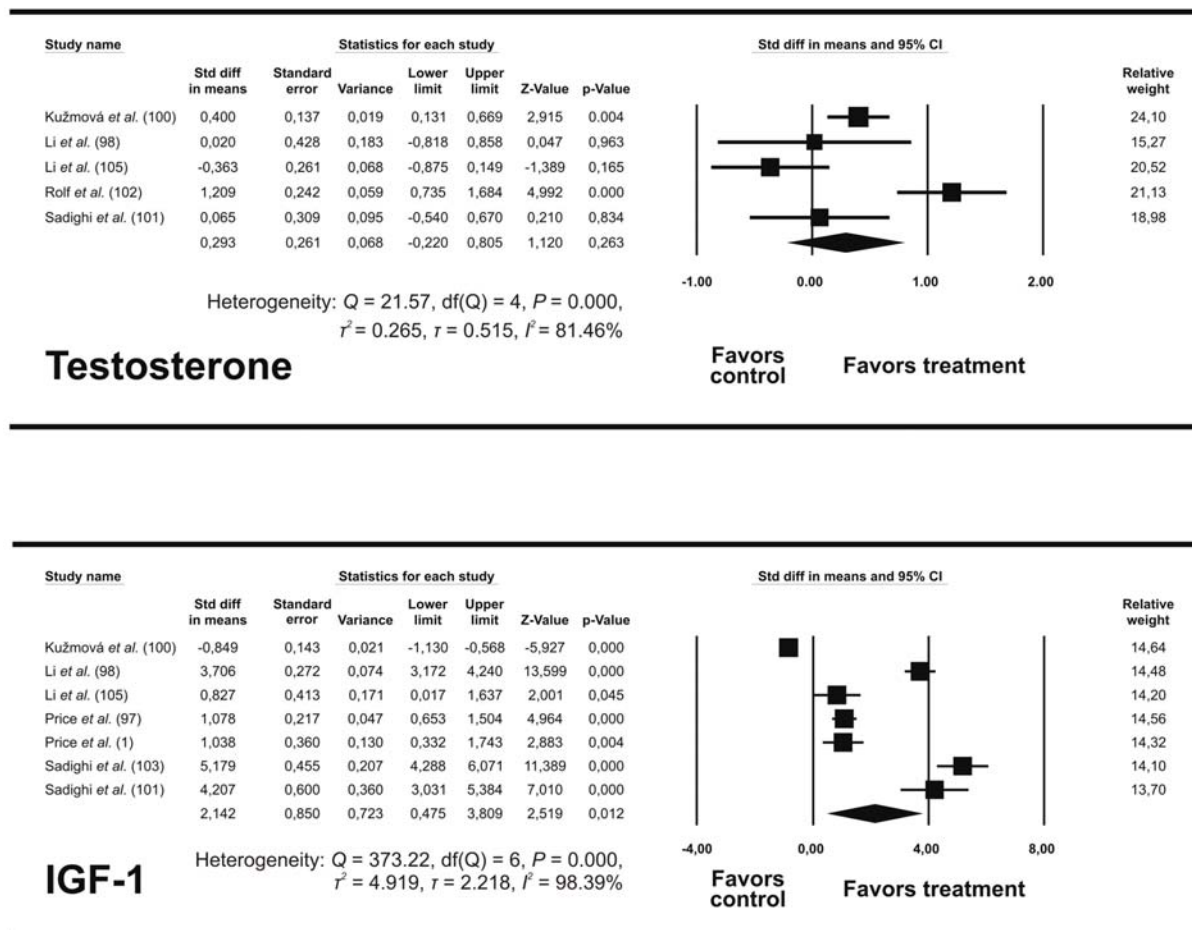 Study name Statistics for each study Std diff in means and 95% CI
Std diff in means Standard error Variance Lower limit Upper limit Z-Value p-Value Relative weight
Kužmová et al. (100) 0,400 0,137 0,019 0,131 0,669 2,915 0.004 24,10
Li et al. (98) 0,020 0,428 0,183 -0,818 0,858 0,047 0,963 15,27
Li et al. (105) -0,363 0,261 0,068 -0,875 0,149 -1,389 0,165 20,52
Rolf et al. (102) 1,209 0,242 0,059 0,735 1,684 4,992 0.000 21,13
Sadighi et al. (101) 0,065 0,309 0,095 -0,540 0,670 0,210 0,834 18,98
0,293 0,261 0,068 -0,220 0,805 1,120 0,263
-1.00 0.00 1.00 2.00
Heterogeneity: Q = 21.57, df(Q) = 4, P = 0.000,
τ² = 0.265, τ = 0.515, I² = 81.46%
Testosterone
Favors control Favors treatment
Study name Statistics for each study Std diff in means and 95% CI
Std diff in means Standard error Variance Lower limit Upper limit Z-Value p-Value Relative weight
Kužmová et al. (100) -0,849 0,143 0,021 -1,130 -0,568 -5,927 0,000 14,64
Li et al. (98) 3,706 0,272 0,074 3,172 4,240 13,599 0,000 14,48
Li et al. (105) 0,827 0,413 0,171 0,017 1,637 2,001 0,045 14,20
Price et al. (97) 1,078 0,217 0,047 0,653 1,504 4,964 0,000 14,56
Price et al. (1) 1,038 0,360 0,130 0,332 1,743 2,883 0,004 14,32
Sadighi et al. (103) 5,179 0,455 0,207 4,288 6,071 11,389 0,000 14,10
Sadighi et al. (101) 4,207 0,600 0,360 3,031 5,384 7,010 0,000 13,70
2,142 0,850 0,723 0,475 3,809 2,519 0,012
-4,00 0,00 4,00 8,00
Heterogeneity: Q = 373.22, df(Q) = 6, P = 0.000,
τ² = 4.919, τ = 2.218, I² = 98.39%
IGF-1
Favors control Favors treatment